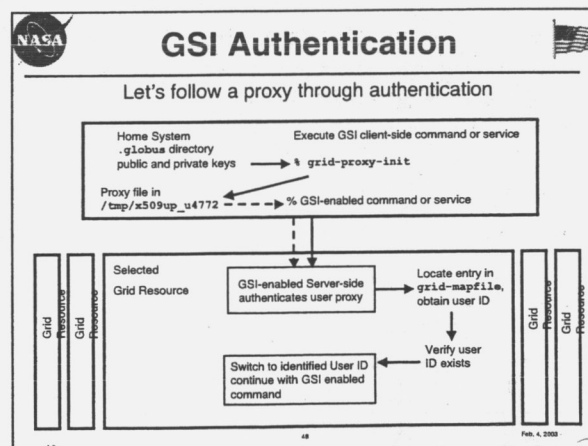 NASA
GSI Authentication
Let's follow a proxy through authentication
Home System
.globus directory
public and private keys
Execute GSI client-side command or service
% grid-proxy-init
Proxy file in
/tmp/x509up_u4772
% GSI-enabled command or service
Grid
Resource
Grid
Resource
Selected
Grid Resource
GSI-enabled Server-side
authenticates user proxy
Locate entry in
grid-mapfile,
obtain user ID
Verify user
ID exists
Switch to identified User ID
continue with GSI enabled
command
Grid
Resource
Grid
Resource
Feb. 4, 2003